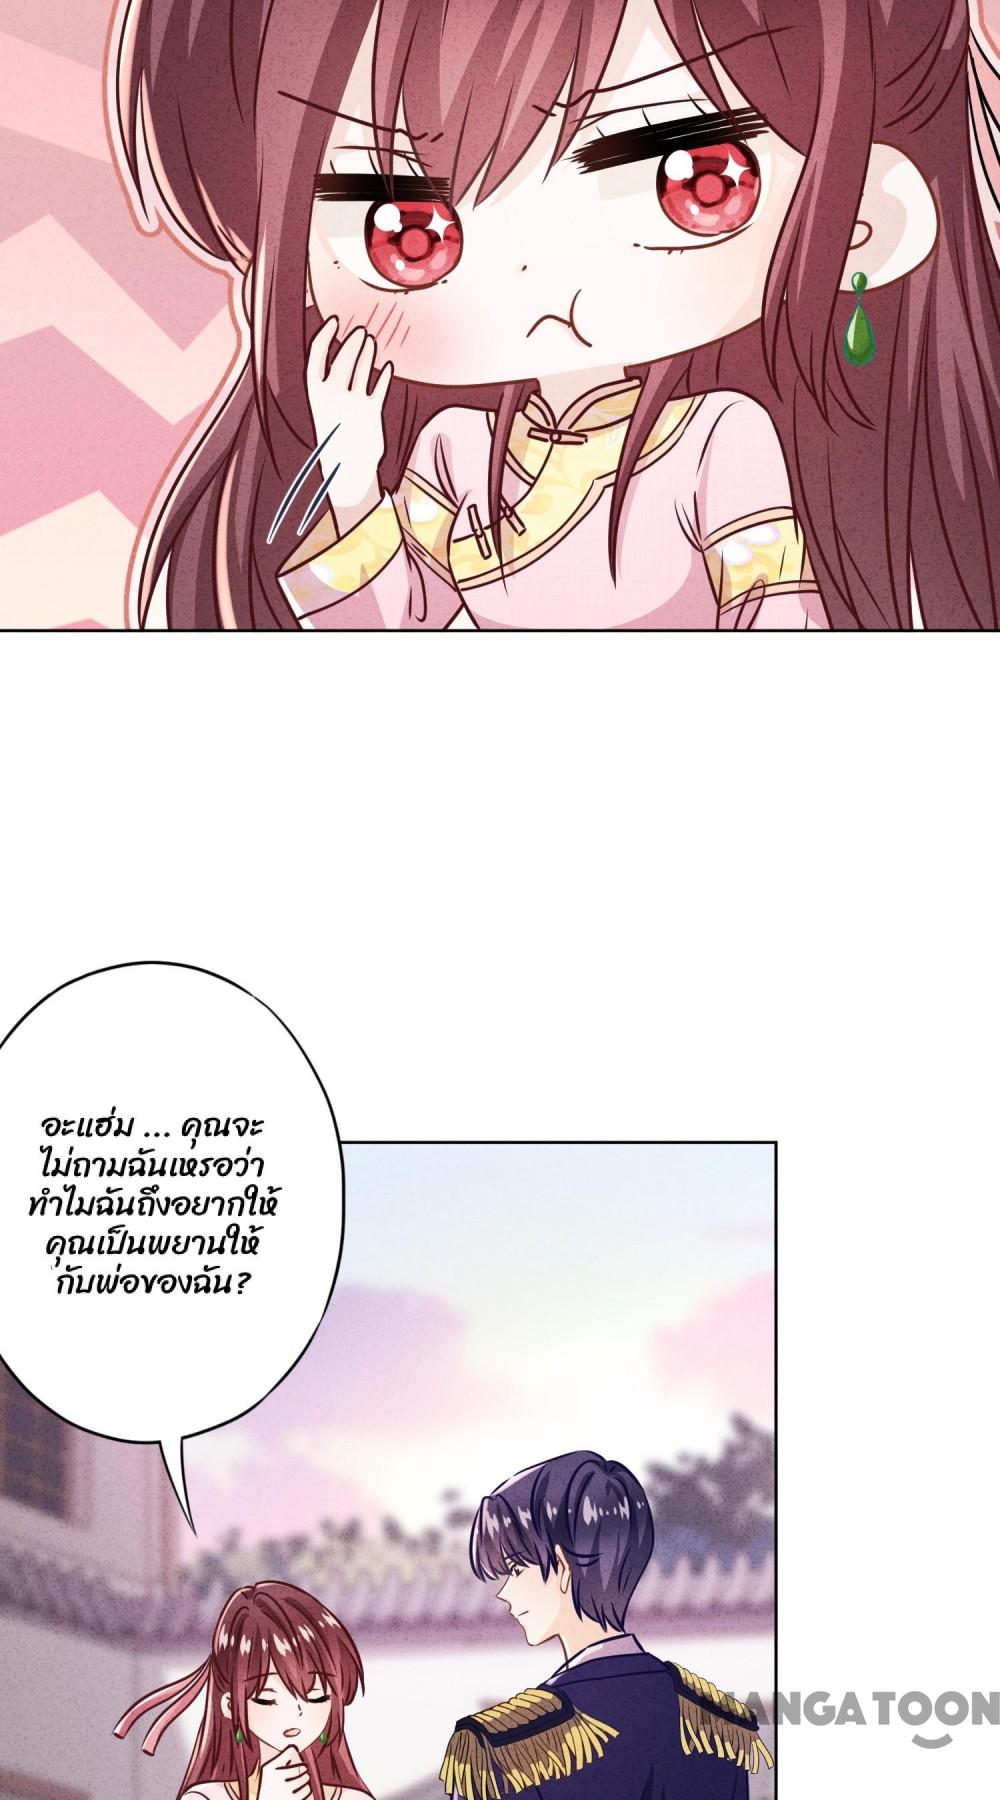 อะแฮ่ม ... คุณจะ
ไม่ถามฉันเหรอว่า
ทำไมฉันถึงอยากให้
คุณเป็นพยานให้
กับพ่อของฉัน?
MANGATOON